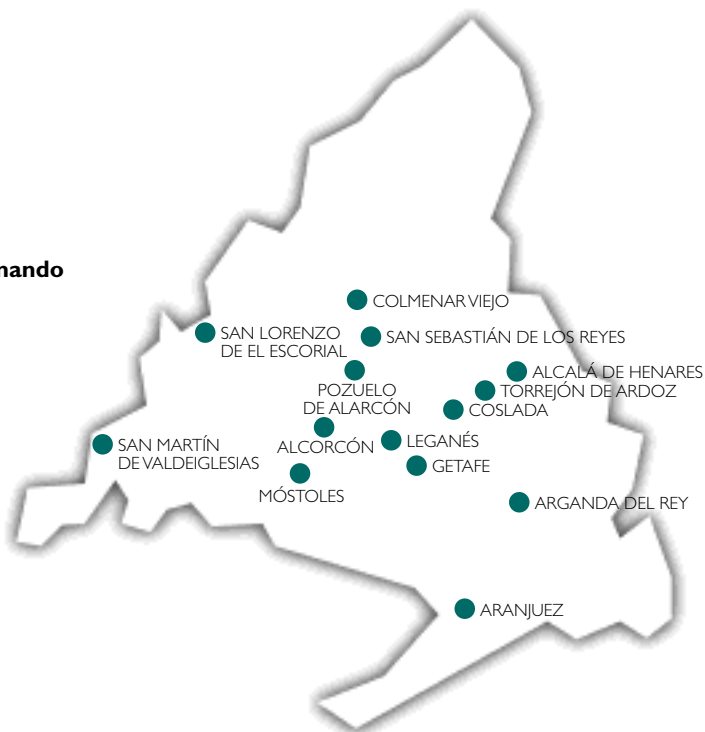 nando
COLMENAR VIEJO
SAN LORENZO
DE EL ESCORIAL
SAN SEBASTIÁN DE LOS REYES
POZUELO
DE ALARCÓN
ALCALÁ DE HENARES
TORREJÓN DE ARDOZ
COSLADA
SAN MARTÍN
DE VALDEIGLESIAS
ALCORCÓN
LEGANÉS
GETAFE
MÓSTOLES
ARGANDA DEL REY
ARANJUEZ